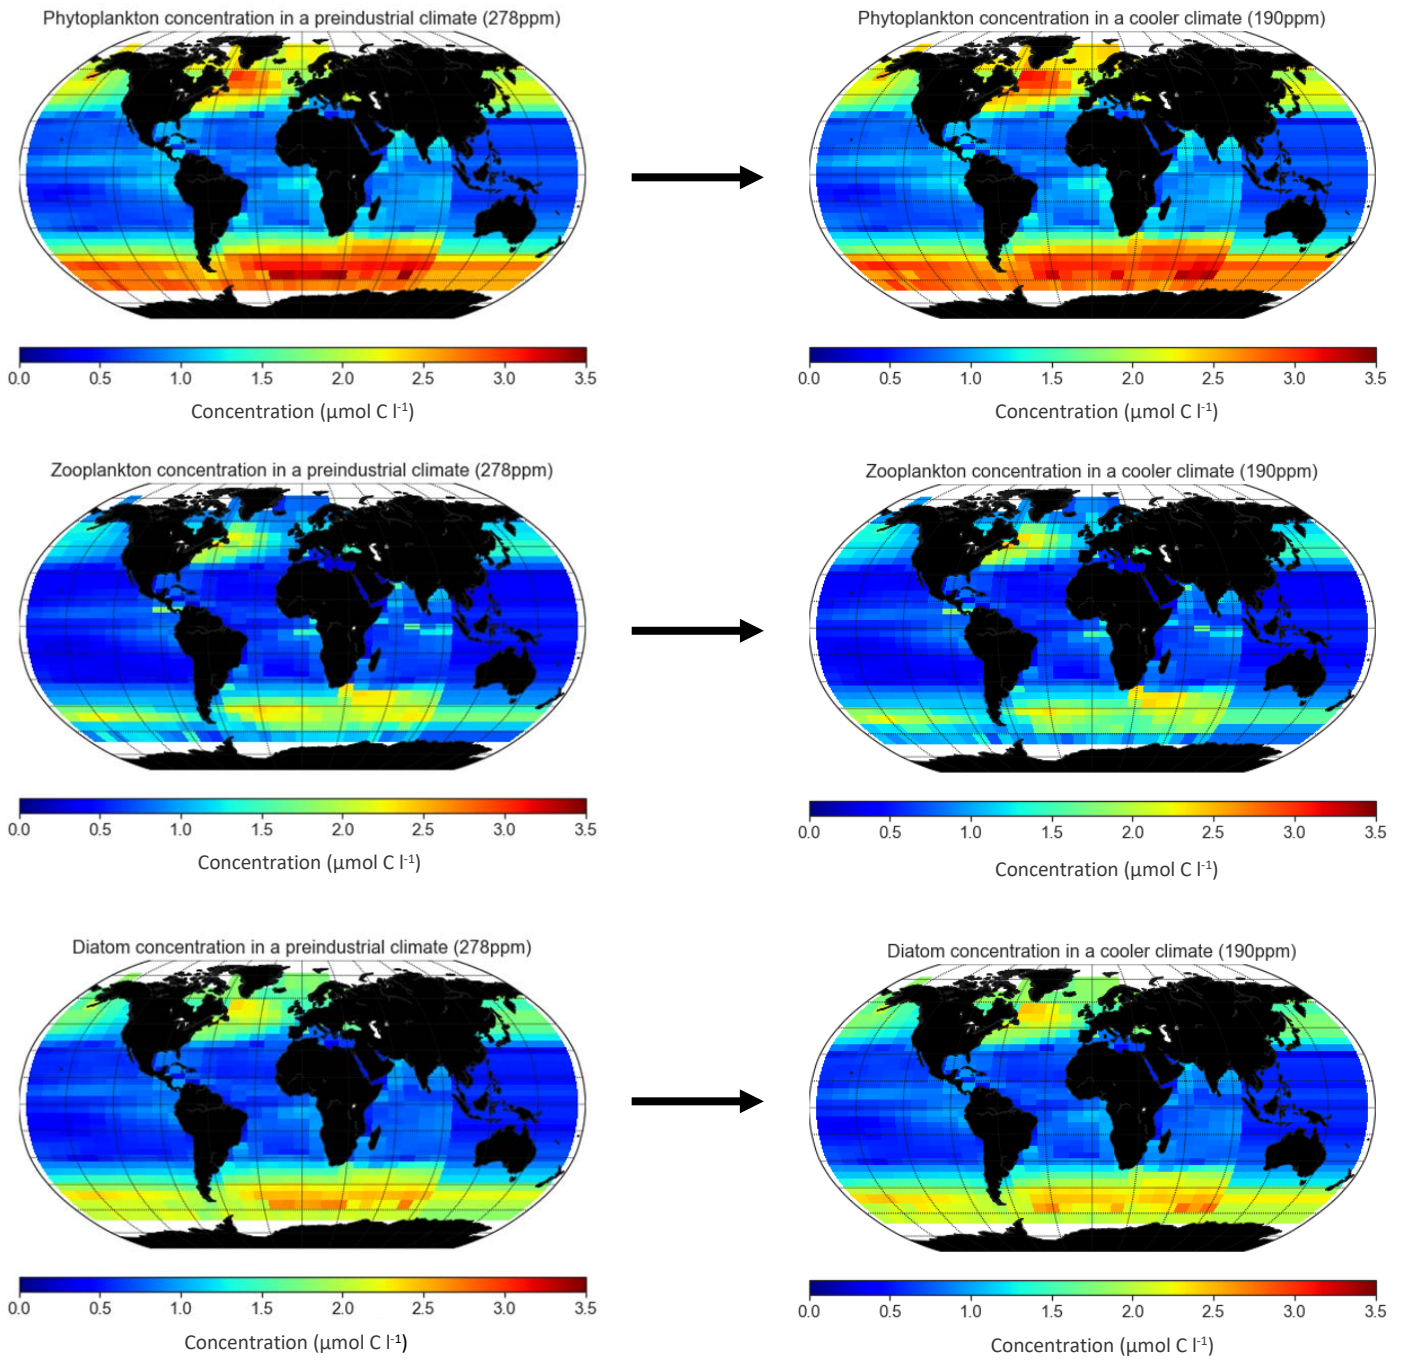 Phytoplankton concentration in a preindustrial climate (278ppm)
Phytoplankton concentration in a cooler climate (190ppm)
0.0 0.5 1.0 1.5 2.0 2.5 3.0 3.5
Concentration (µmol C l⁻¹)
0.0 0.5 1.0 1.5 2.0 2.5 3.0 3.5
Concentration (µmol C l⁻¹)
Zooplankton concentration in a preindustrial climate (278ppm)
Zooplankton concentration in a cooler climate (190ppm)
0.0 0.5 1.0 1.5 2.0 2.5 3.0 3.5
Concentration (µmol C l⁻¹)
0.0 0.5 1.0 1.5 2.0 2.5 3.0 3.5
Concentration (µmol C l⁻¹)
Diatom concentration in a preindustrial climate (278ppm)
Diatom concentration in a cooler climate (190ppm)
0.0 0.5 1.0 1.5 2.0 2.5 3.0 3.5
Concentration (µmol C l⁻¹)
0.0 0.5 1.0 1.5 2.0 2.5 3.0 3.5
Concentration (µmol C l⁻¹)